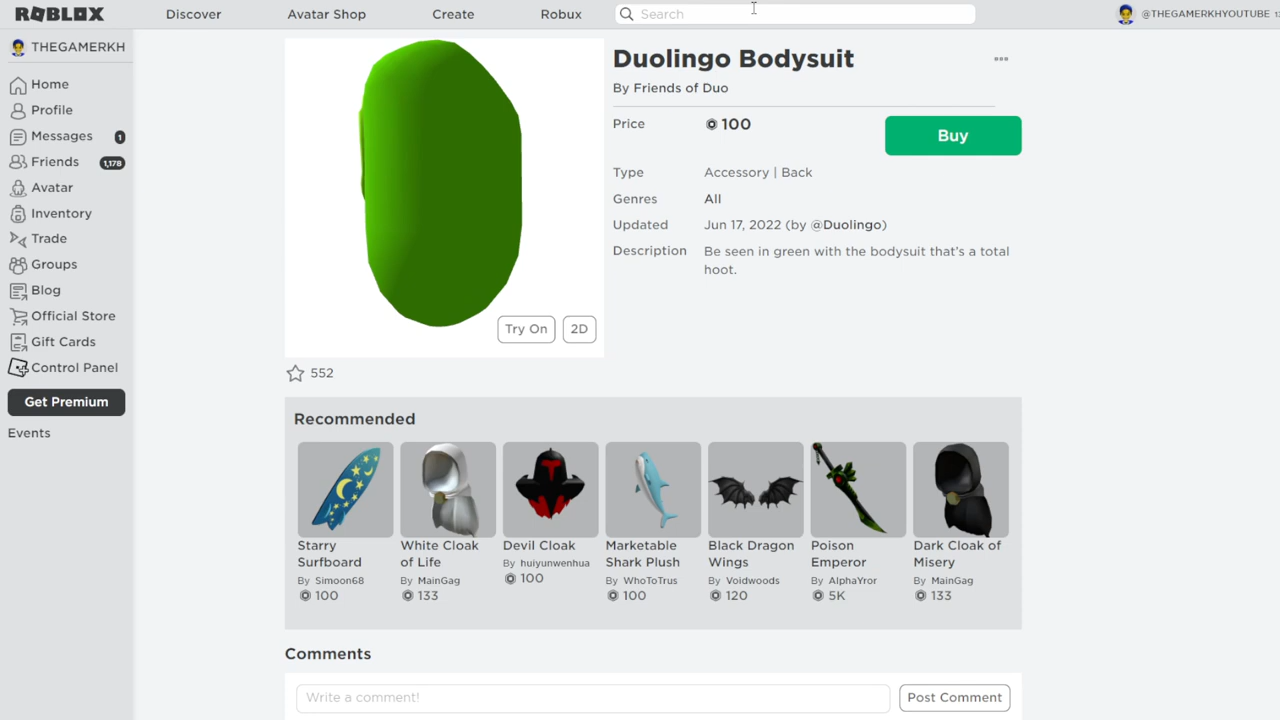 ROBLOX
Discover
Avatar Shop
Create
Robux
Search
@THEGAMERKHYOUTUBE
THEGAMERKH
Home
Profile
Messages 1
Friends 1,178
Avatar
Inventory
Trade
Groups
Blog
Official Store
Gift Cards
Control Panel
Get Premium
Events
Try On
2D
552
Duolingo Bodysuit
By Friends of Duo
Price 100
Buy
Type Accessory | Back
Genres All
Updated Jun 17, 2022 (by @Duolingo)
Description Be seen in green with the bodysuit that's a total
hoot.
Recommended
Starry
Surfboard
By Simoon68
100
White Cloak
of Life
By MainGag
133
Devil Cloak
By huiyunwenhua
100
Marketable
Shark Plush
By WhoToTrus
100
Black Dragon
Wings
By Voidwoods
120
Poison
Emperor
By AlphaYror
5K
Dark Cloak of
Misery
By MainGag
133
Comments
Write a comment!
Post Comment